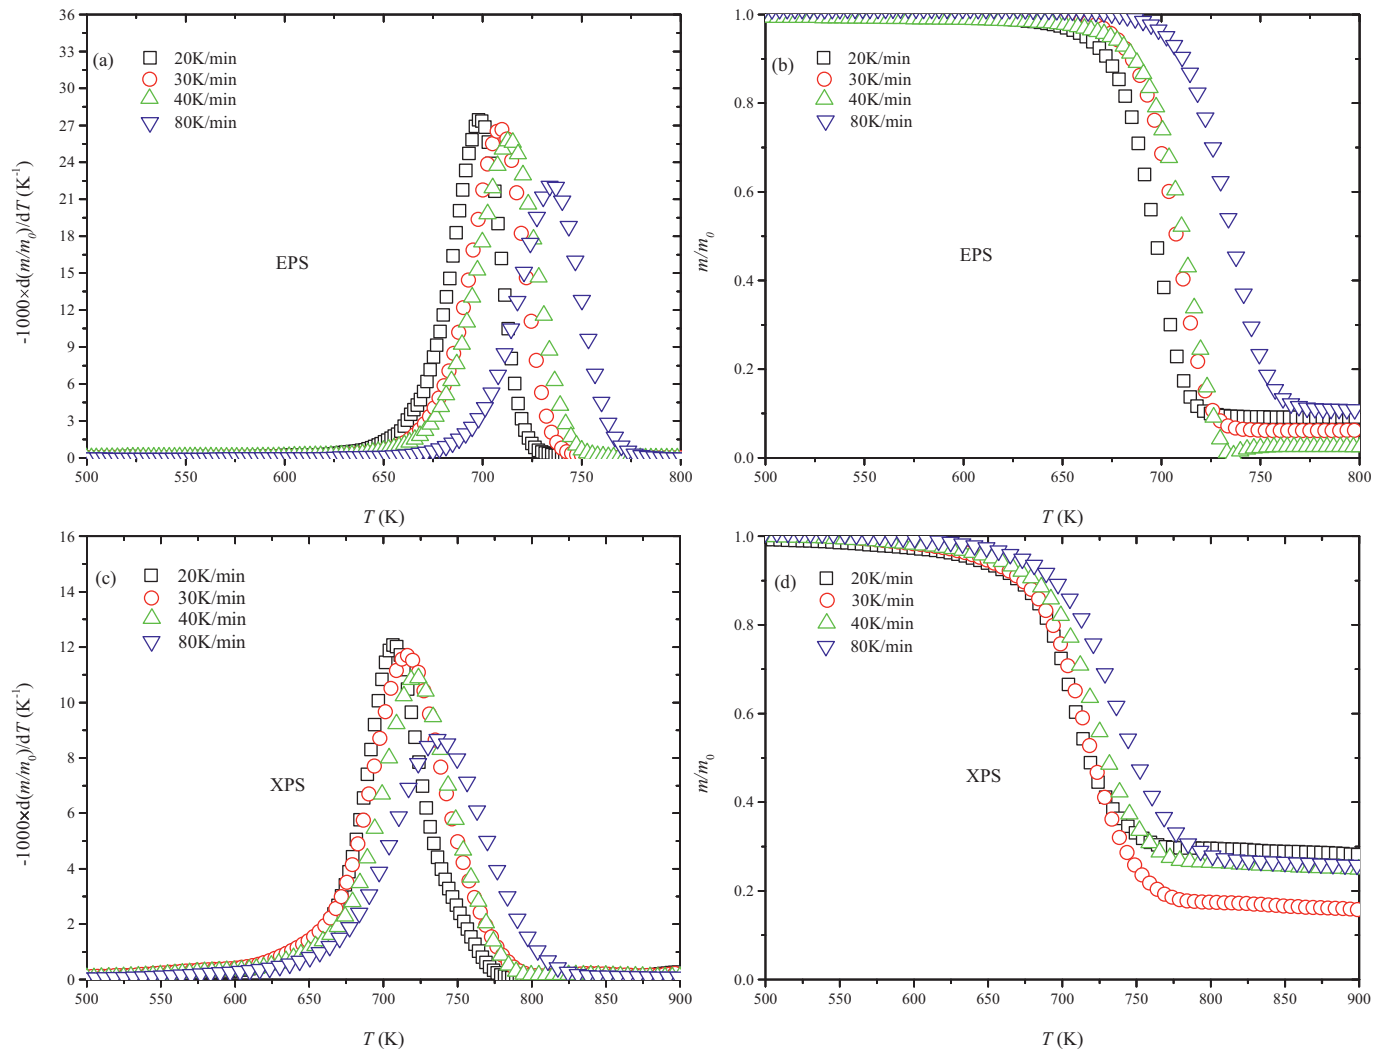 (a)
20K/min
30K/min
40K/min
80K/min
EPS
-1000×d(m/m₀)/dT (K⁻¹)
36
33
30
27
24
21
18
15
12
9
6
3
0
500 550 600 650 700 750 800
T (K)
(b)
20K/min
30K/min
40K/min
80K/min
EPS
m/m₀
1.0
0.8
0.6
0.4
0.2
0.0
500 550 600 650 700 750 800
T (K)
(c)
20K/min
30K/min
40K/min
80K/min
XPS
-1000×d(m/m₀)/dT (K⁻¹)
16
14
12
10
8
6
4
2
0
500 550 600 650 700 750 800 850 900
T (K)
(d)
20K/min
30K/min
40K/min
80K/min
XPS
m/m₀
1.0
0.8
0.6
0.4
0.2
0.0
500 550 600 650 700 750 800 850 900
T (K)